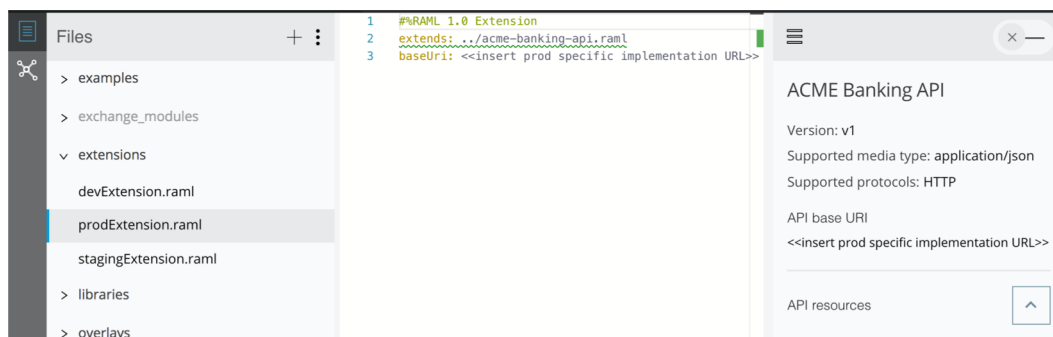 Files
examples
exchange_modules
extensions
devExtension.raml
prodExtension.raml
stagingExtension.raml
libraries
overlays
1 #%RAML 1.0 Extension
2 extends: ../acme-banking-api.raml
3 baseUri: <<insert prod specific implementation URL>>
ACME Banking API
Version: v1
Supported media type: application/json
Supported protocols: HTTP
API base URI
<<insert prod specific implementation URL>>
API resources